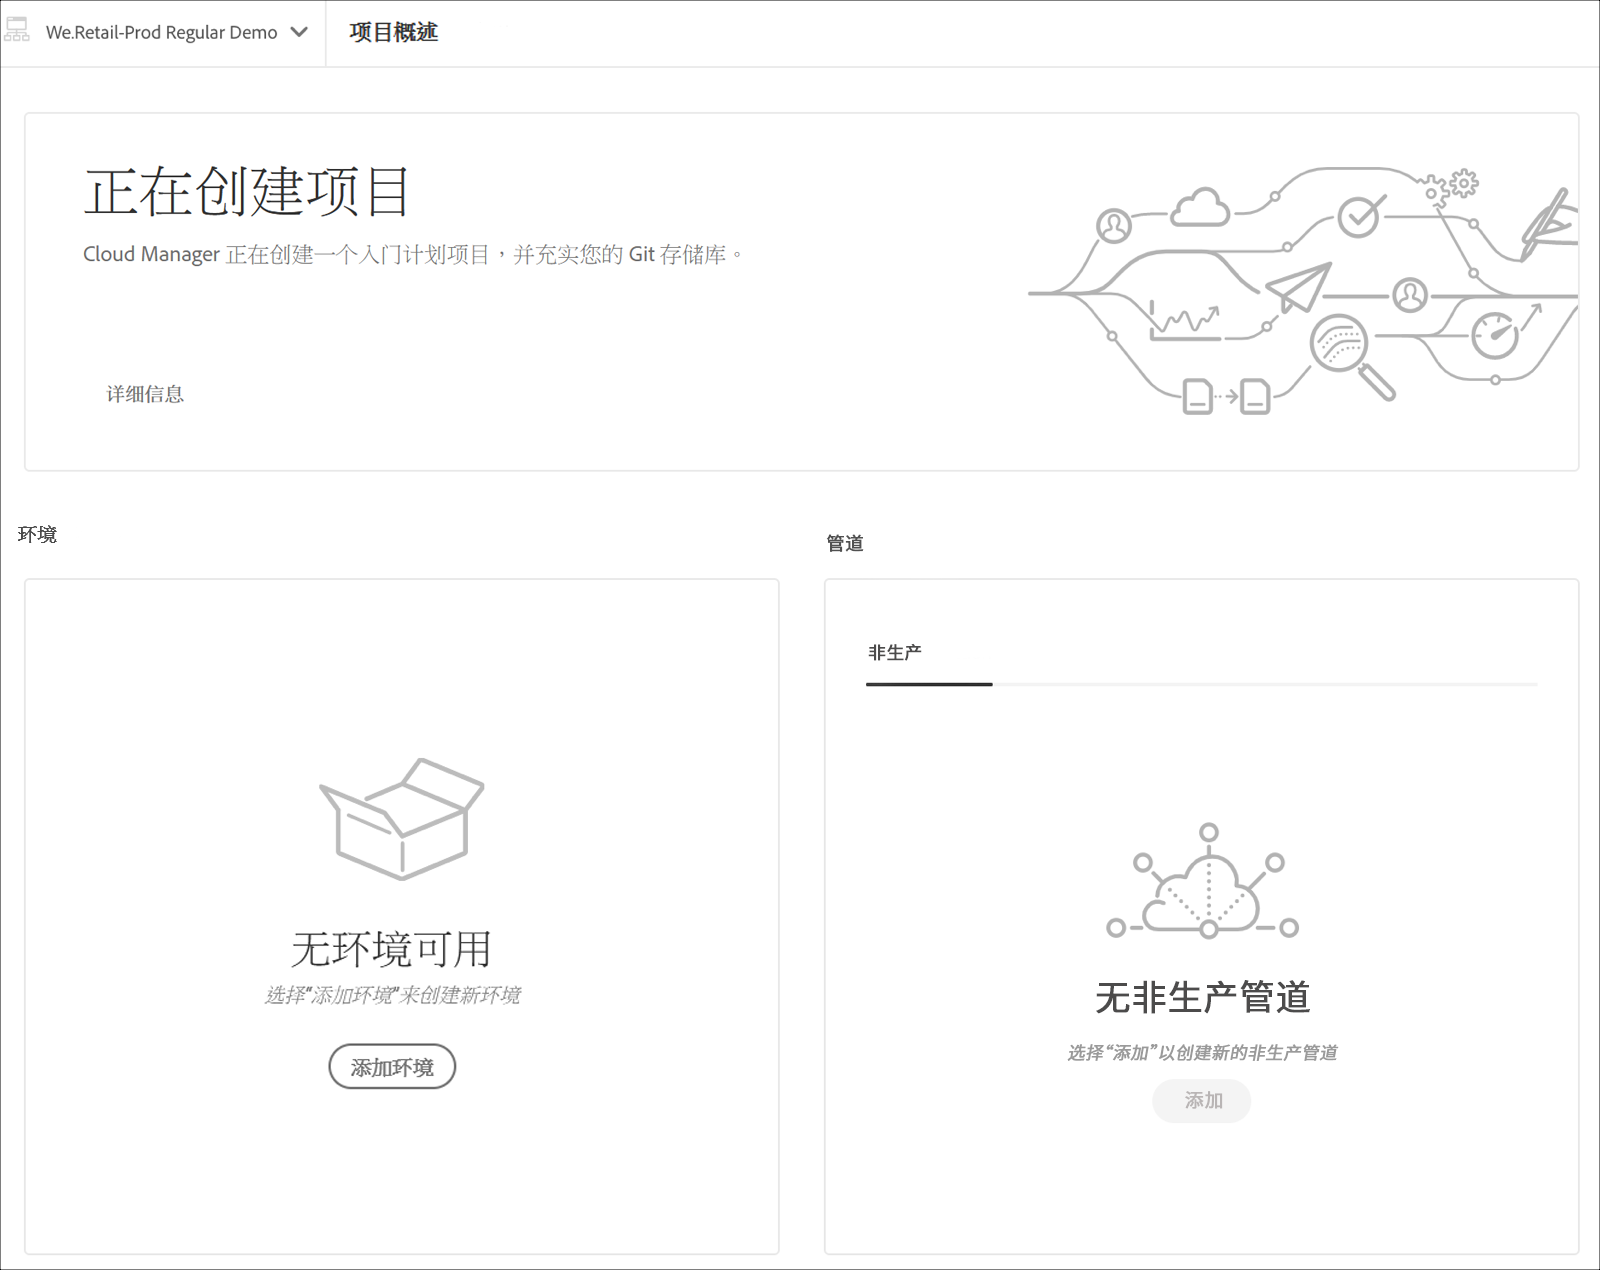 We.Retail-Prod Regular Demo
项目概述
正在创建项目
Cloud Manager 正在创建一个入门计划项目，并充实您的 Git 存储库。
详细信息
环境
管道
非生产
无环境可用
选择“添加环境”来创建新环境
添加环境
无非生产管道
选择“添加”以创建新的非生产管道
添加